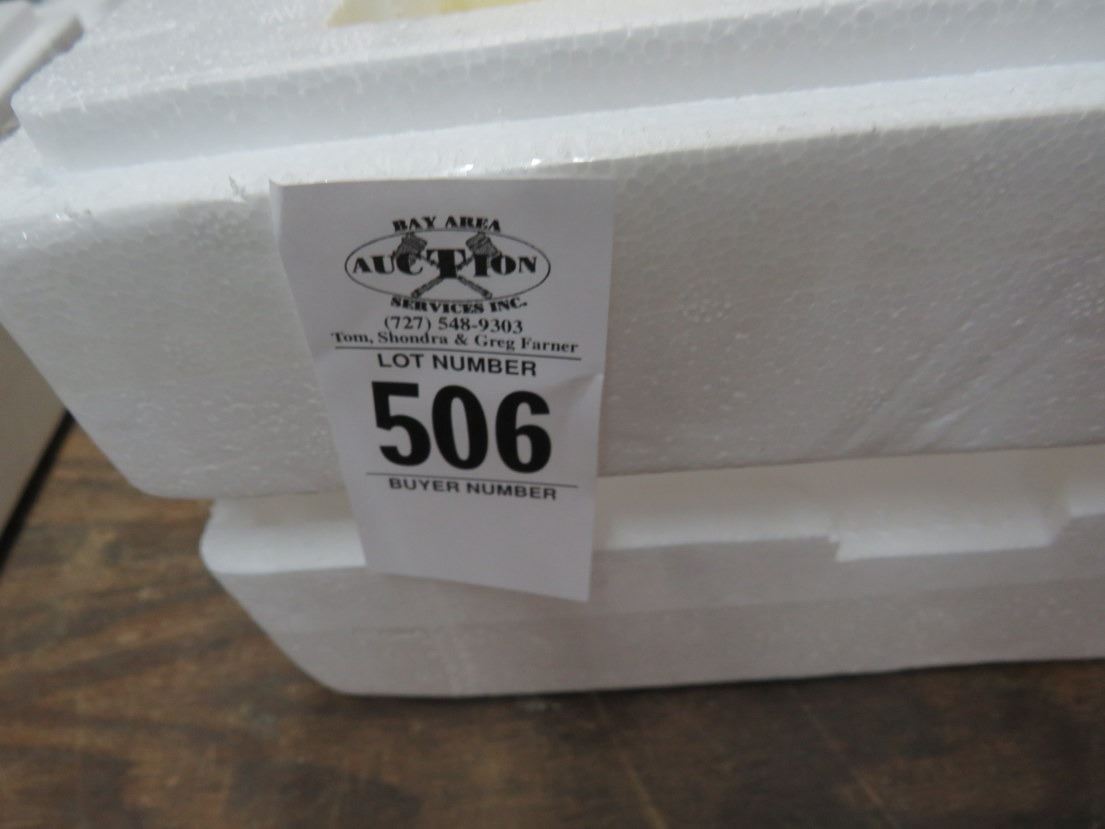 BAY AREA
AUCTION
SERVICES INC.
(727) 548-9303
Tom, Shondra & Greg Farner
LOT NUMBER
506
BUYER NUMBER